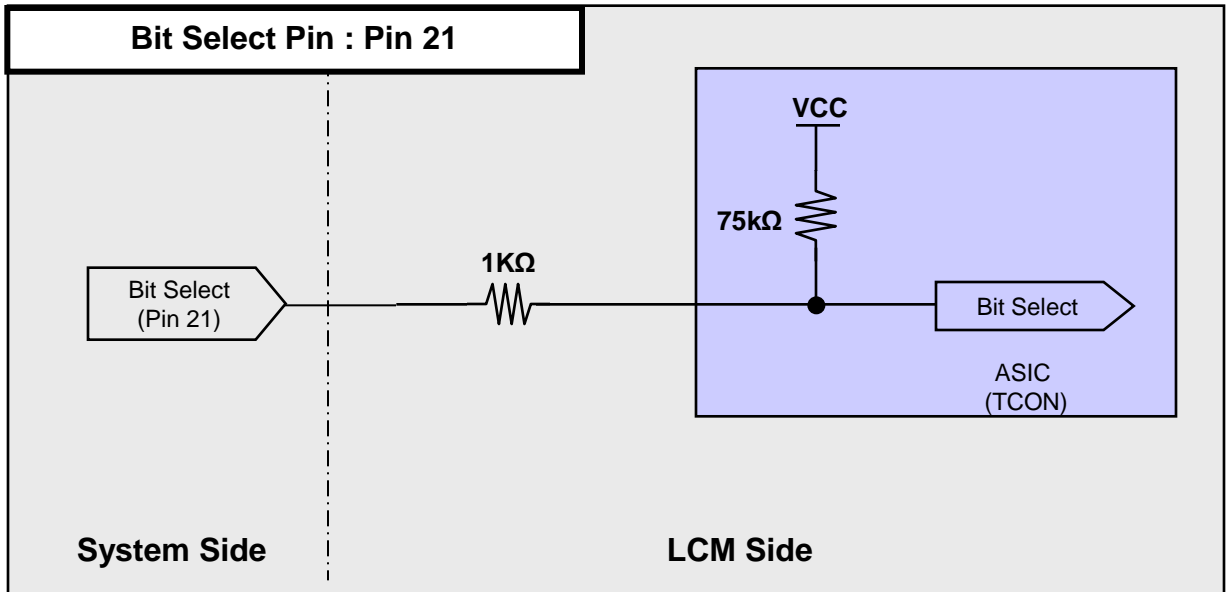 Bit Select Pin : Pin 21
VCC
75kΩ
1KΩ
Bit Select
(Pin 21)
Bit Select
ASIC
(TCON)
System Side
LCM Side